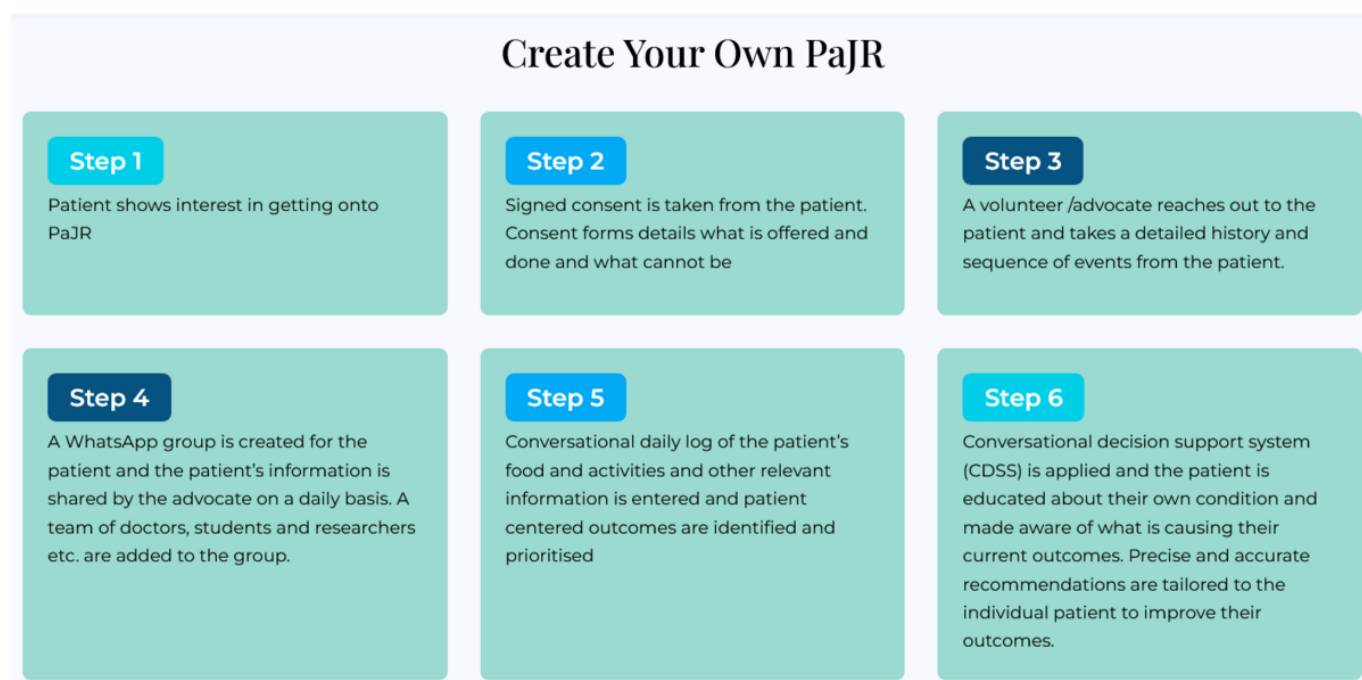 Create Your Own PaJR
Step 1
Patient shows interest in getting onto
PaJR
Step 2
Signed consent is taken from the patient.
Consent forms details what is offered and
done and what cannot be
Step 3
A volunteer /advocate reaches out to the
patient and takes a detailed history and
sequence of events from the patient.
Step 4
A WhatsApp group is created for the
patient and the patient's information is
shared by the advocate on a daily basis. A
team of doctors, students and researchers
etc. are added to the group.
Step 5
Conversational daily log of the patient's
food and activities and other relevant
information is entered and patient
centered outcomes are identified and
prioritised
Step 6
Conversational decision support system
(CDSS) is applied and the patient is
educated about their own condition and
made aware of what is causing their
current outcomes. Precise and accurate
recommendations are tailored to the
individual patient to improve their
outcomes.